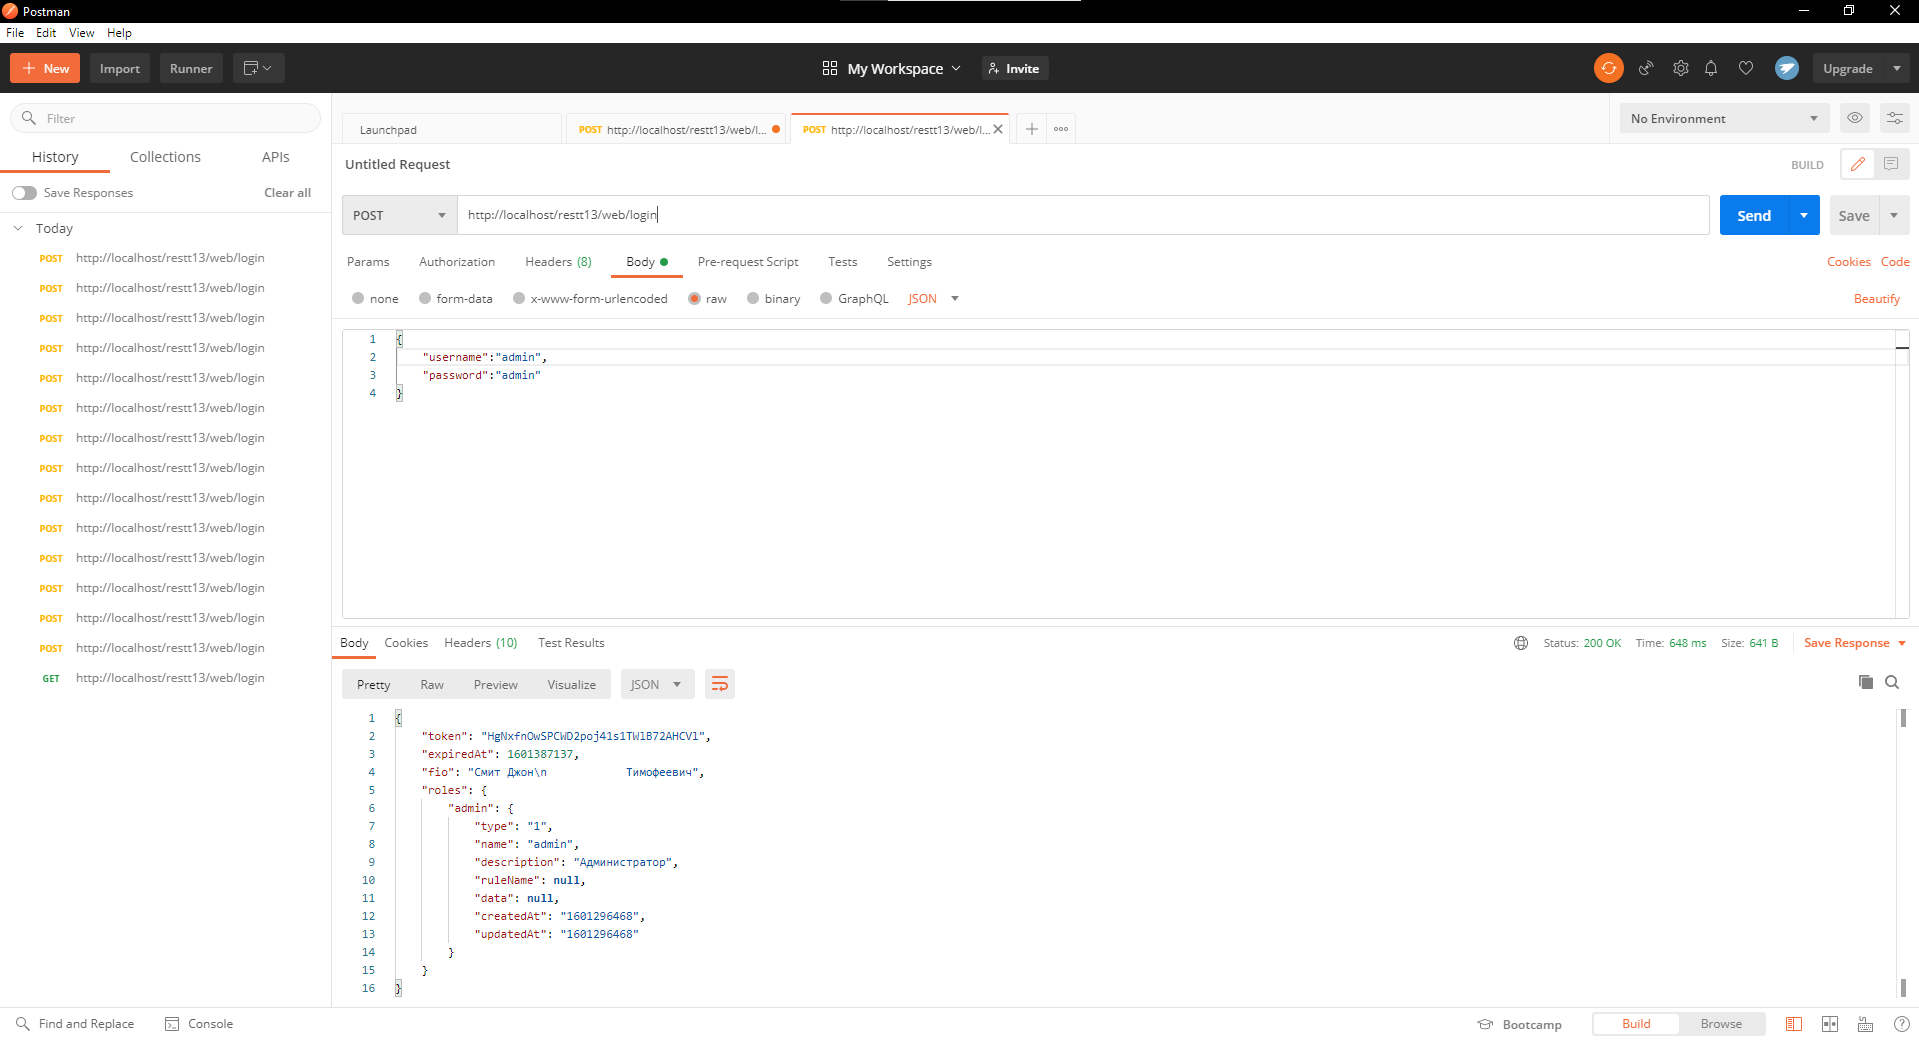 Postman
File Edit View Help
New Import Runner My Workspace Invite Upgrade
Filter
History Collections APIs
Save Responses Clear all
Today
POST http://localhost/restt13/web/login
POST http://localhost/restt13/web/login
POST http://localhost/restt13/web/login
POST http://localhost/restt13/web/login
POST http://localhost/restt13/web/login
POST http://localhost/restt13/web/login
POST http://localhost/restt13/web/login
POST http://localhost/restt13/web/login
POST http://localhost/restt13/web/login
POST http://localhost/restt13/web/login
POST http://localhost/restt13/web/login
POST http://localhost/restt13/web/login
POST http://localhost/restt13/web/login
POST http://localhost/restt13/web/login
GET http://localhost/restt13/web/login
Launchpad POST http://localhost/restt13/web/l... POST http://localhost/restt13/web/l... No Environment
Untitled Request BUILD
POST http://localhost/restt13/web/login Send Save
Params Authorization Headers (8) Body Pre-request Script Tests Settings Cookies Code
none form-data x-www-form-urlencoded raw binary GraphQL JSON Beautify
1 {
2 "username":"admin",
3 "password":"admin"
4 }
Body Cookies Headers (10) Test Results Status: 200 OK Time: 648 ms Size: 641 B Save Response
Pretty Raw Preview Visualize JSON
1 {
2 "token": "HgNxfnOwSPCWD2poj41s1TWlB72AHCVl",
3 "expiredAt": 1601387137,
4 "fio": "Смит Джон\n Тимофеевич",
5 "roles": {
6 "admin": {
7 "type": "1",
8 "name": "admin",
9 "description": "Администратор",
10 "ruleName": null,
11 "data": null,
12 "createdAt": "1601296468",
13 "updatedAt": "1601296468"
14 }
15 }
16 }
Find and Replace Console Bootcamp Build Browse